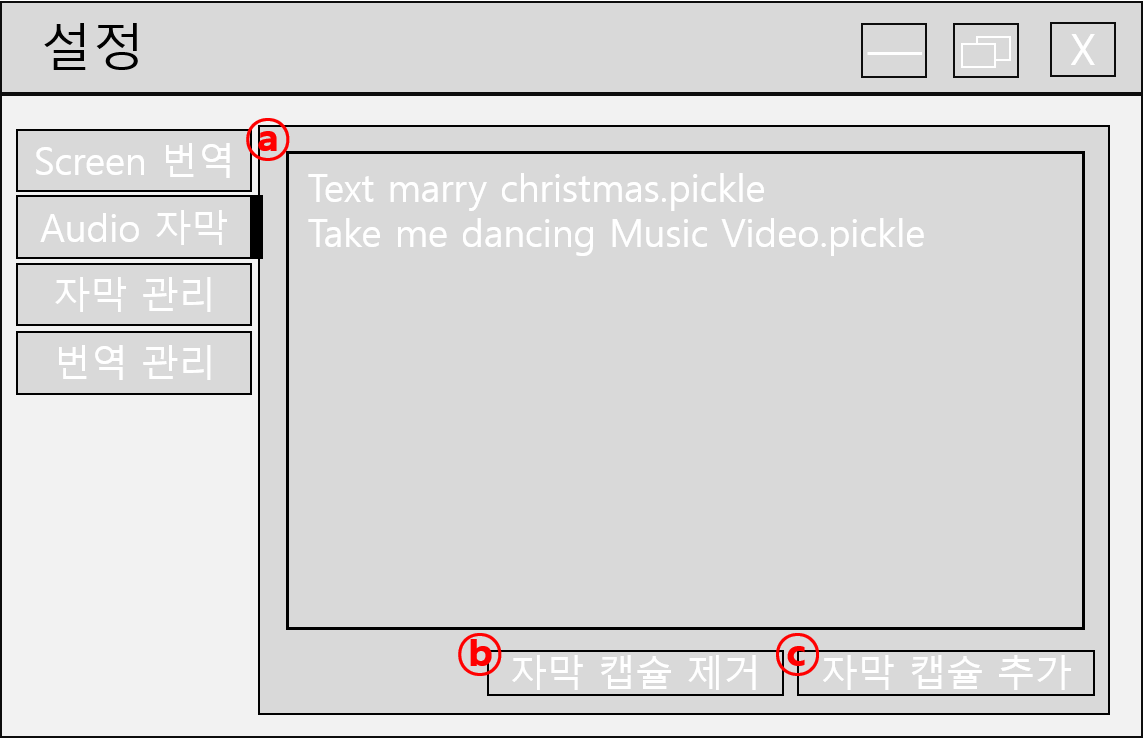 설정
X
ⓐ
Screen 번역
Audio 자막
자막 관리
번역 관리
Text marry christmas.pickle
Take me dancing Music Video.pickle
ⓑ 자막 캡슐 제거
ⓒ 자막 캡슐 추가